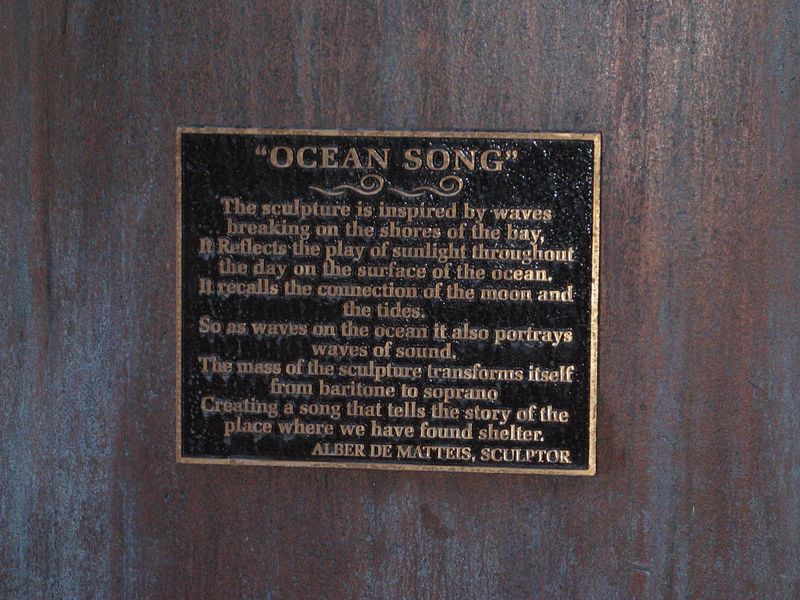 "OCEAN SONG"
The sculpture is inspired by waves
breaking on the shores of the bay,
It Reflects the play of sunlight throughout
the day on the surface of the ocean.
It recalls the connection of the moon and
the tides.
So as waves on the ocean it also portrays
waves of sound.
The mass of the sculpture transforms itself
from baritone to soprano
Creating a song that tells the story of the
place where we have found shelter.
ALBER DE MATTEIS, SCULPTOR